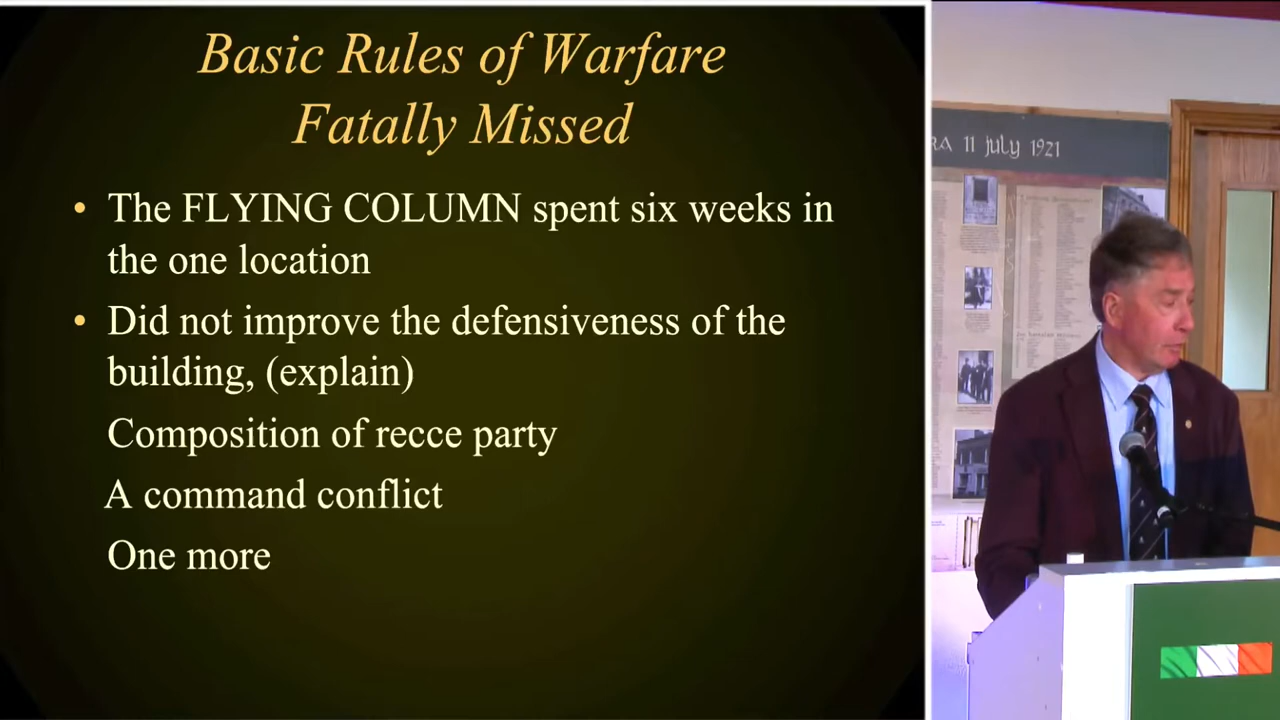 Basic Rules of Warfare
Fatally Missed
• The FLYING COLUMN spent six weeks in
the one location
• Did not improve the defensiveness of the
building, (explain)
Composition of recce party
A command conflict
One more
RA 11 July 1921